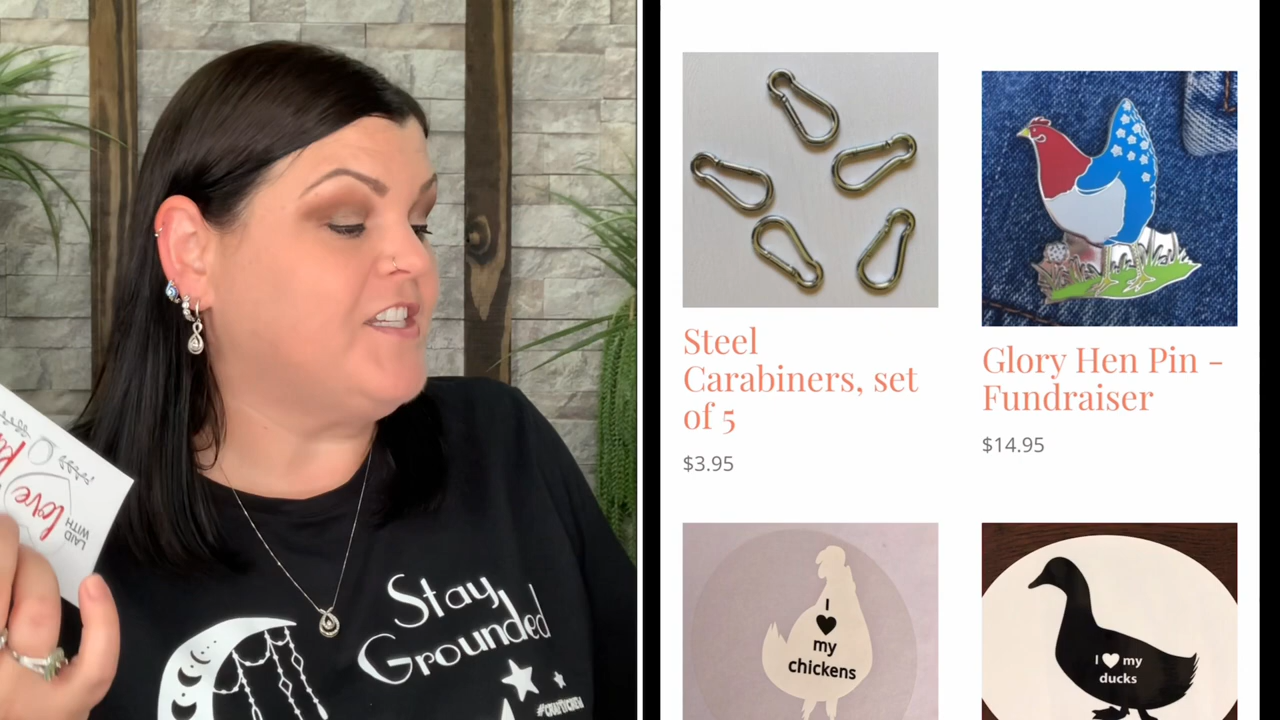 LAID
WITH
love
Stay
Grounded
Steel
Carabiners, set
of 5
$3.95
Glory Hen Pin -
Fundraiser
$14.95
I
my
chickens
I my
ducks